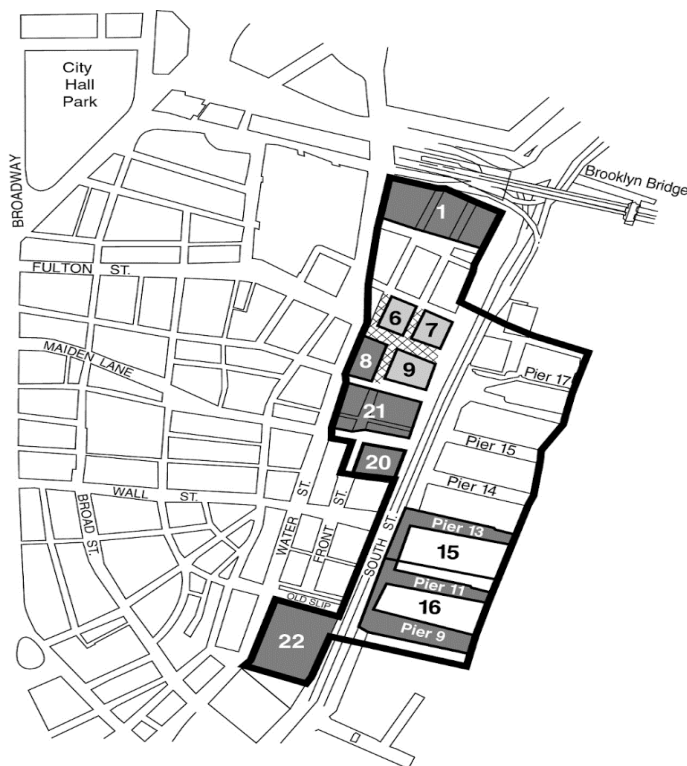 City
Hall
Park
BROADWAY
Brooklyn Bridge
1
FULTON ST.
6
7
MAIDEN LANE
8
9
Pier 17
21
Pier 15
20
Pier 14
WALL ST.
BROAD ST.
WATER ST.
FRONT ST.
SOUTH ST.
Pier 13
15
Pier 11
16
OLD SLIP
Pier 9
22